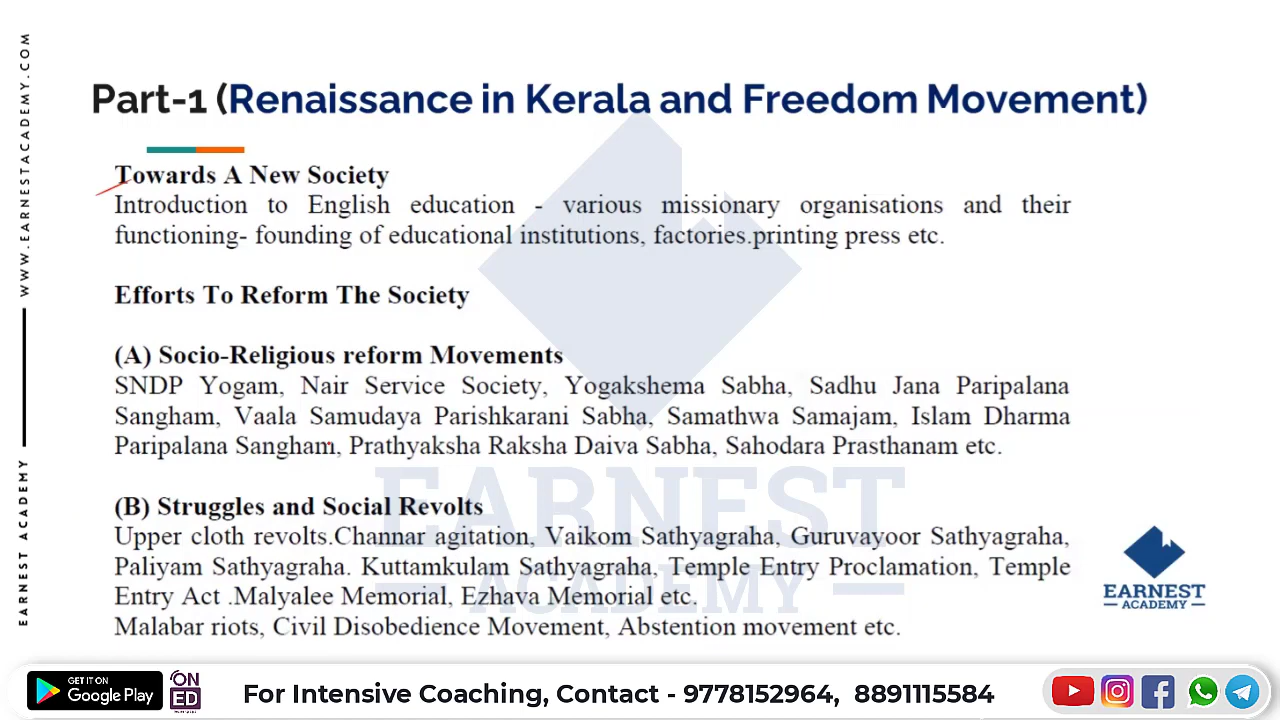 WWW.EARNESTACADEMY.COM
EARNEST ACADEMY
Part-1 (Renaissance in Kerala and Freedom Movement)
Towards A New Society
Introduction to English education - various missionary organisations and their
functioning- founding of educational institutions, factories.printing press etc.
Efforts To Reform The Society
(A) Socio-Religious reform Movements
SNDP Yogam, Nair Service Society, Yogakshema Sabha, Sadhu Jana Paripalana
Sangham, Vaala Samudaya Parishkarani Sabha, Samathwa Samajam, Islam Dharma
Paripalana Sangham, Prathyaksha Raksha Daiva Sabha, Sahodara Prasthanam etc.
(B) Struggles and Social Revolts
Upper cloth revolts.Channar agitation, Vaikom Sathyagraha, Guruvayoor Sathyagraha,
Paliyam Sathyagraha. Kuttamkulam Sathyagraha, Temple Entry Proclamation, Temple
Entry Act .Malyalee Memorial, Ezhava Memorial etc.
Malabar riots, Civil Disobedience Movement, Abstention movement etc.
EARNEST
ACADEMY
EARNEST
ACADEMY
GET IT ON
Google Play
ON
ED
For Intensive Coaching, Contact - 9778152964, 8891115584